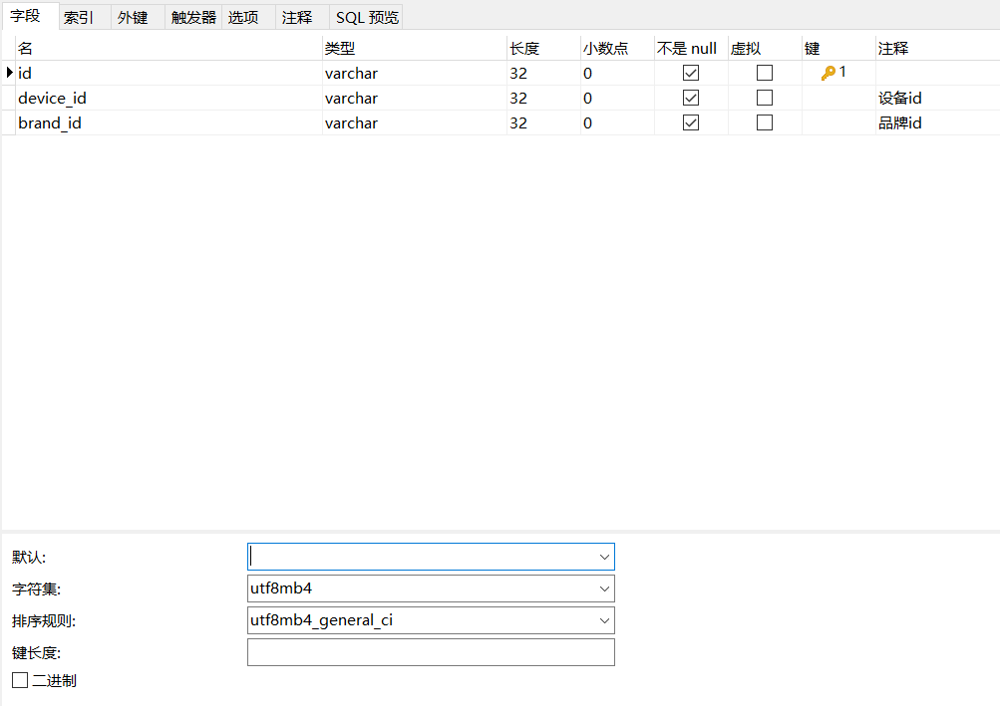 字段 索引 外键 触发器 选项 注释 SQL 预览
名 类型 长度 小数点 不是 null 虚拟 键 注释
id varchar 32 0 1
device_id varchar 32 0 设备id
brand_id varchar 32 0 品牌id
默认:
字符集: utf8mb4
排序规则: utf8mb4_general_ci
键长度:
二进制